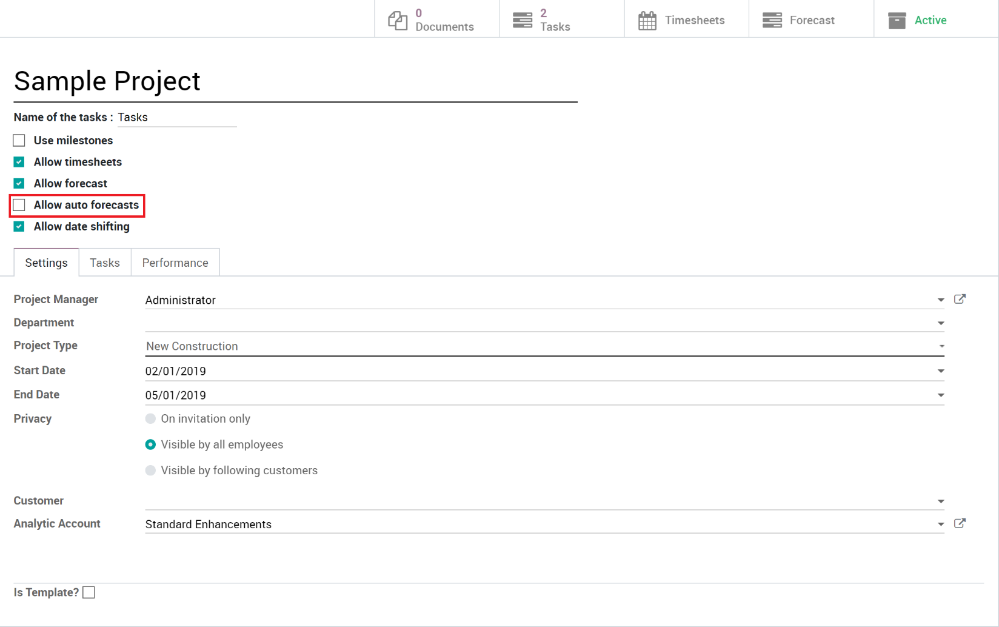 0
Documents
2
Tasks
Timesheets
Forecast
Active
Sample Project
Name of the tasks : Tasks
Use milestones
Allow timesheets
Allow forecast
Allow auto forecasts
Allow date shifting
Settings Tasks Performance
Project Manager Administrator
Department
Project Type New Construction
Start Date 02/01/2019
End Date 05/01/2019
Privacy On invitation only
Visible by all employees
Visible by following customers
Customer
Analytic Account Standard Enhancements
Is Template?